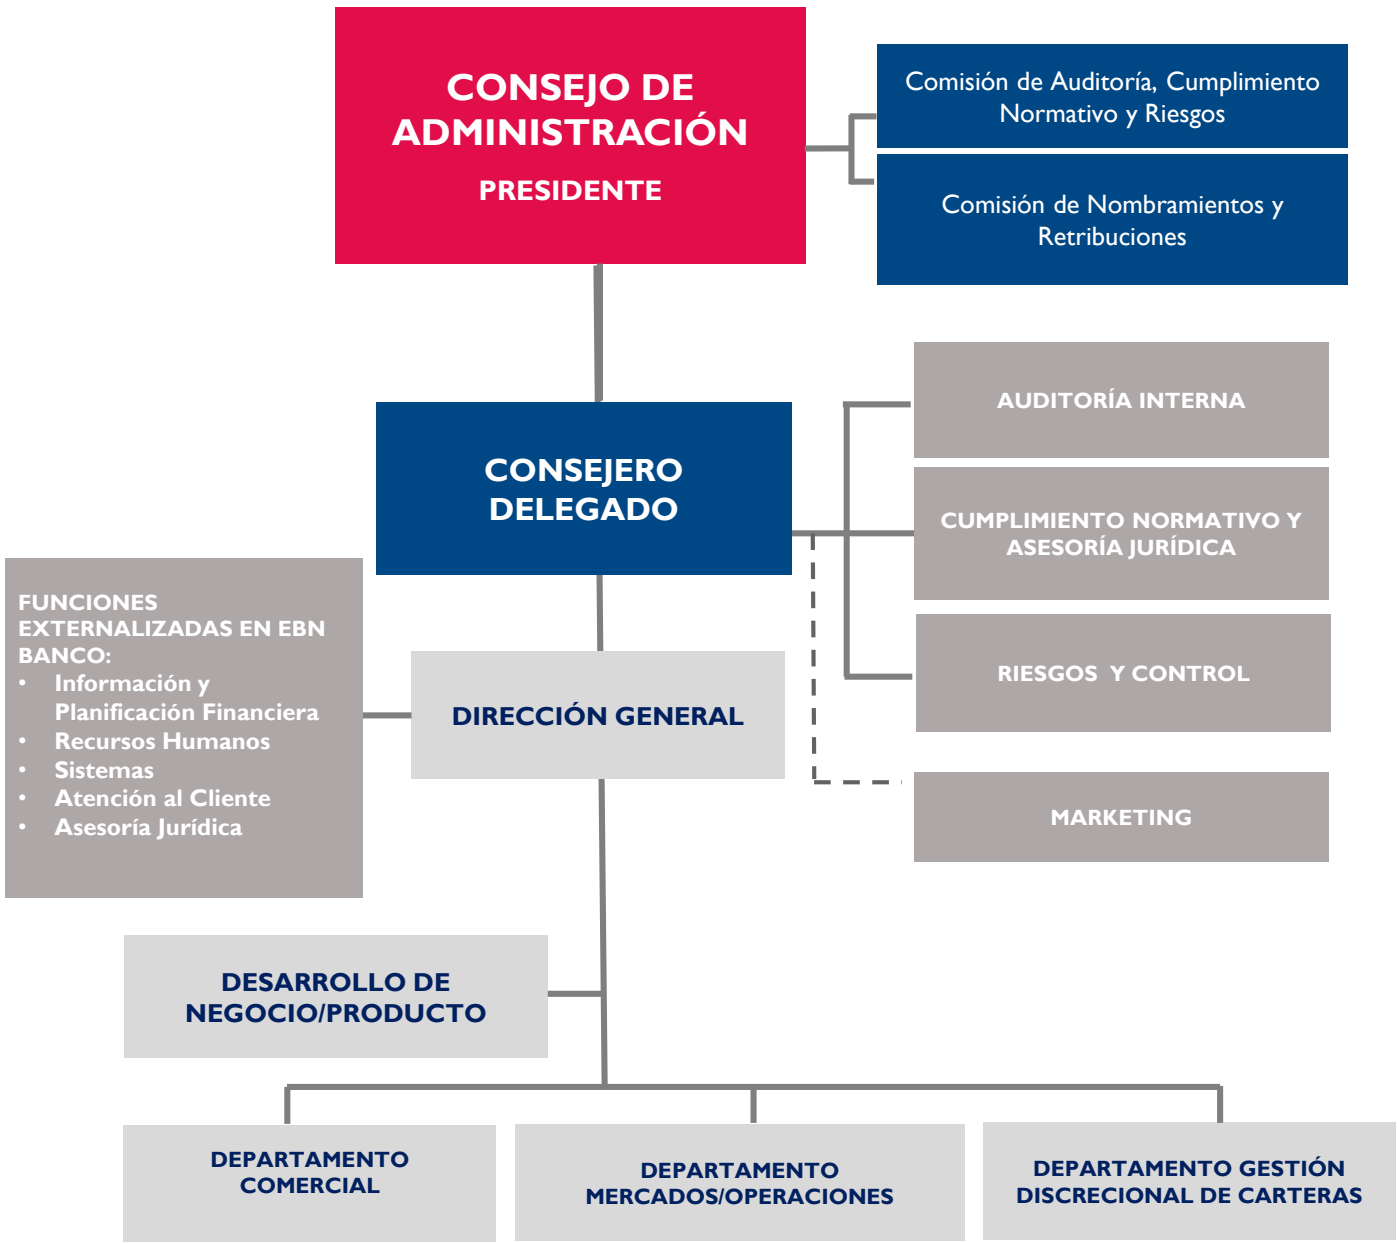 CONSEJO DE
ADMINISTRACIÓN
PRESIDENTE
Comisión de Auditoría, Cumplimiento
Normativo y Riesgos
Comisión de Nombramientos y
Retribuciones
CONSEJERO
DELEGADO
AUDITORÍA INTERNA
CUMPLIMIENTO NORMATIVO Y
ASESORÍA JURÍDICA
RIESGOS Y CONTROL
MARKETING
FUNCIONES
EXTERNALIZADAS EN EBN
BANCO:
• Información y
Planificación Financiera
• Recursos Humanos
• Sistemas
• Atención al Cliente
• Asesoría Jurídica
DIRECCIÓN GENERAL
DESARROLLO DE
NEGOCIO/PRODUCTO
DEPARTAMENTO
COMERCIAL
DEPARTAMENTO
MERCADOS/OPERACIONES
DEPARTAMENTO GESTIÓN
DISCRECIONAL DE CARTERAS